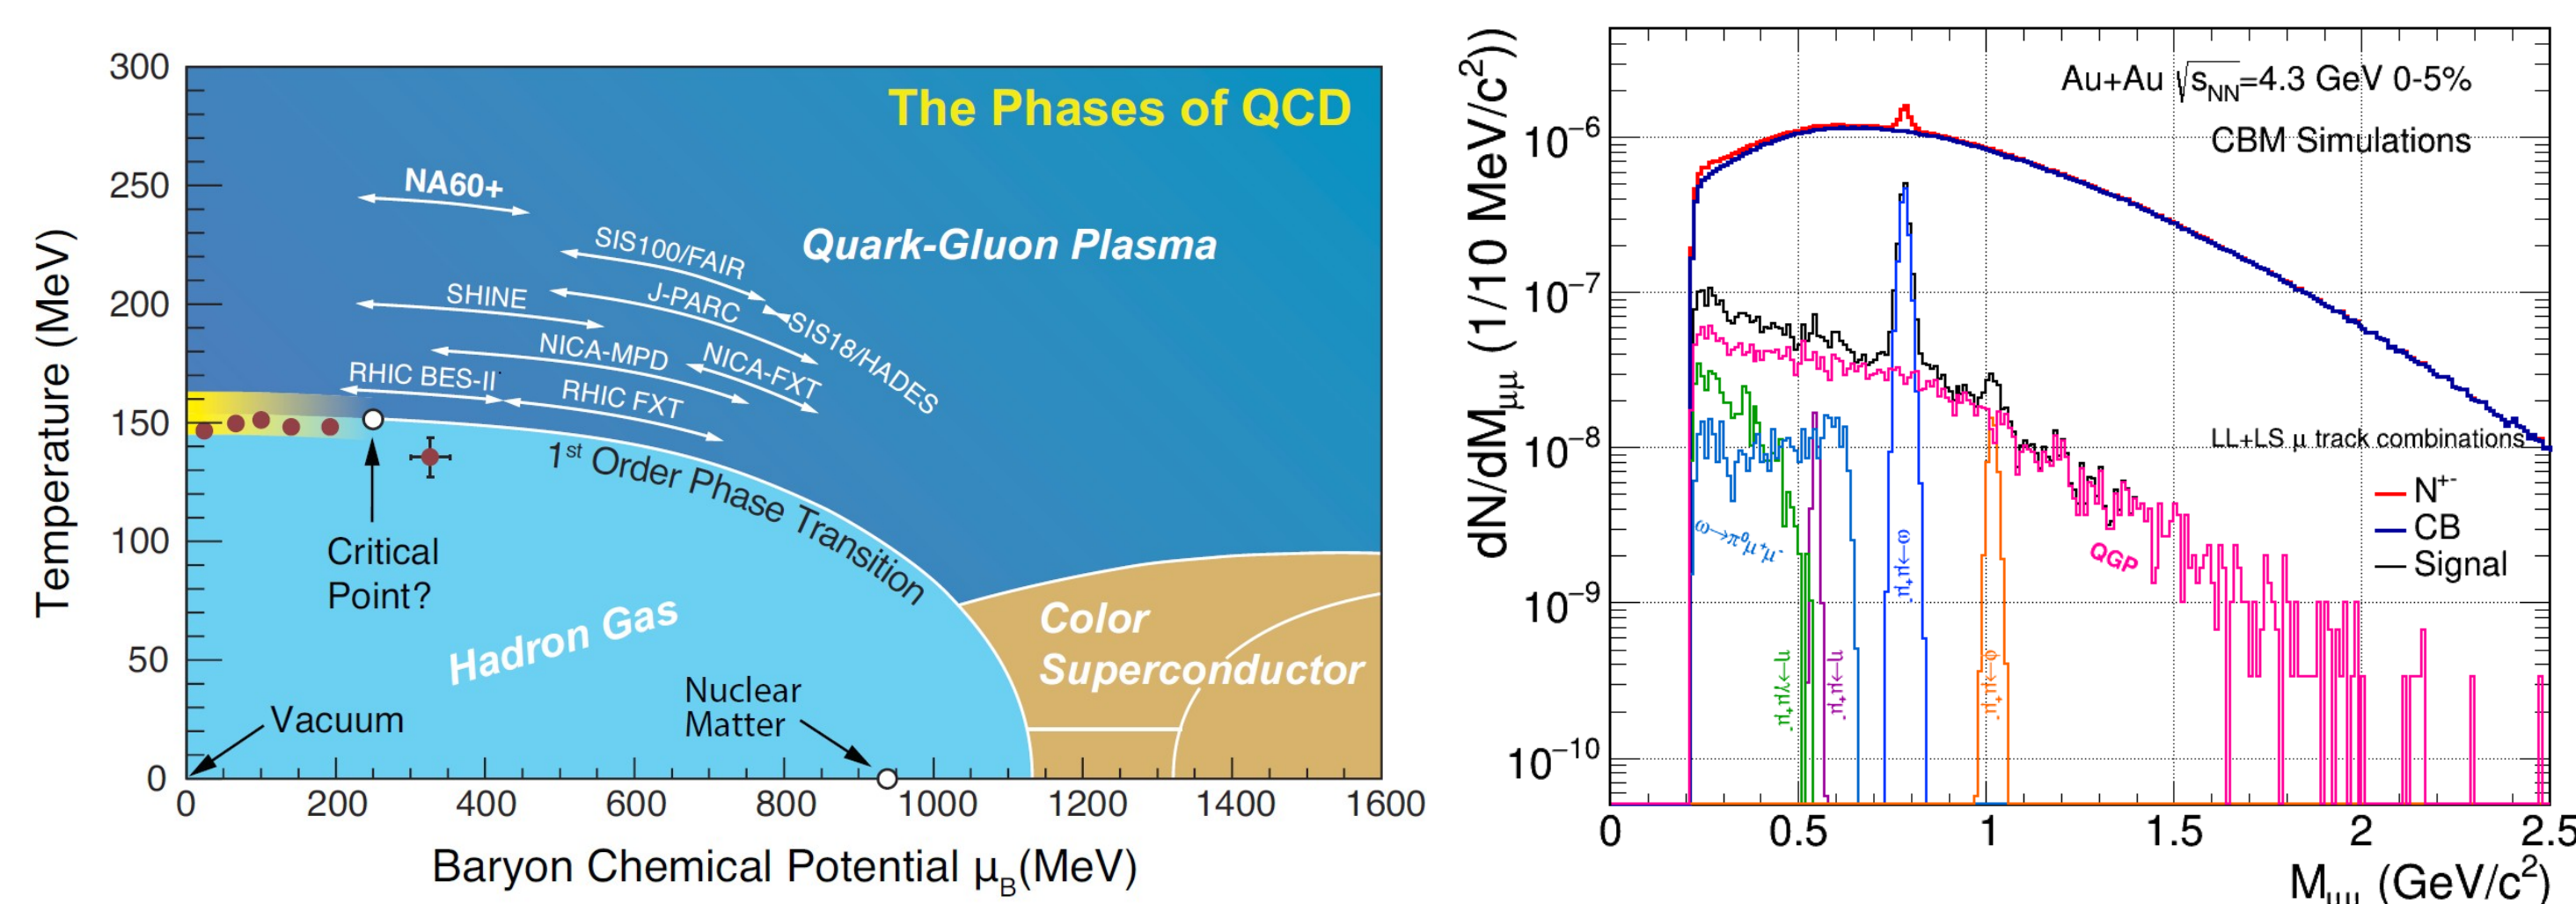 The Phases of QCD
300
250
200
150
100
50
0
Temperature (MeV)
NA60+
SIS100/FAIR
Quark-Gluon Plasma
SHINE
J-PARC
SIS18/HADES
NICA-MPD
NICA-FXT
RHIC BES-II
RHIC FXT
1st Order Phase Transition
Critical
Point?
Hadron Gas
Color
Superconductor
Nuclear
Matter
Vacuum
0 200 400 600 800 1000 1200 1400 1600
Baryon Chemical Potential μB(MeV)
dN/dMμμ (1/10 MeV/c²))
10⁻⁶
10⁻⁷
10⁻⁸
10⁻⁹
10⁻¹⁰
Au+Au √sNN=4.3 GeV 0-5%
CBM Simulations
LL+LS μ track combinations
N⁺⁻
CB
Signal
ω→π⁰μ⁺μ⁻
QGP
ω→μ⁺μ⁻
η→γμ⁺μ⁻
η→μ⁺μ⁻
φ→μ⁺μ⁻
0 0.5 1 1.5 2 2.5
Mμμ (GeV/c²)